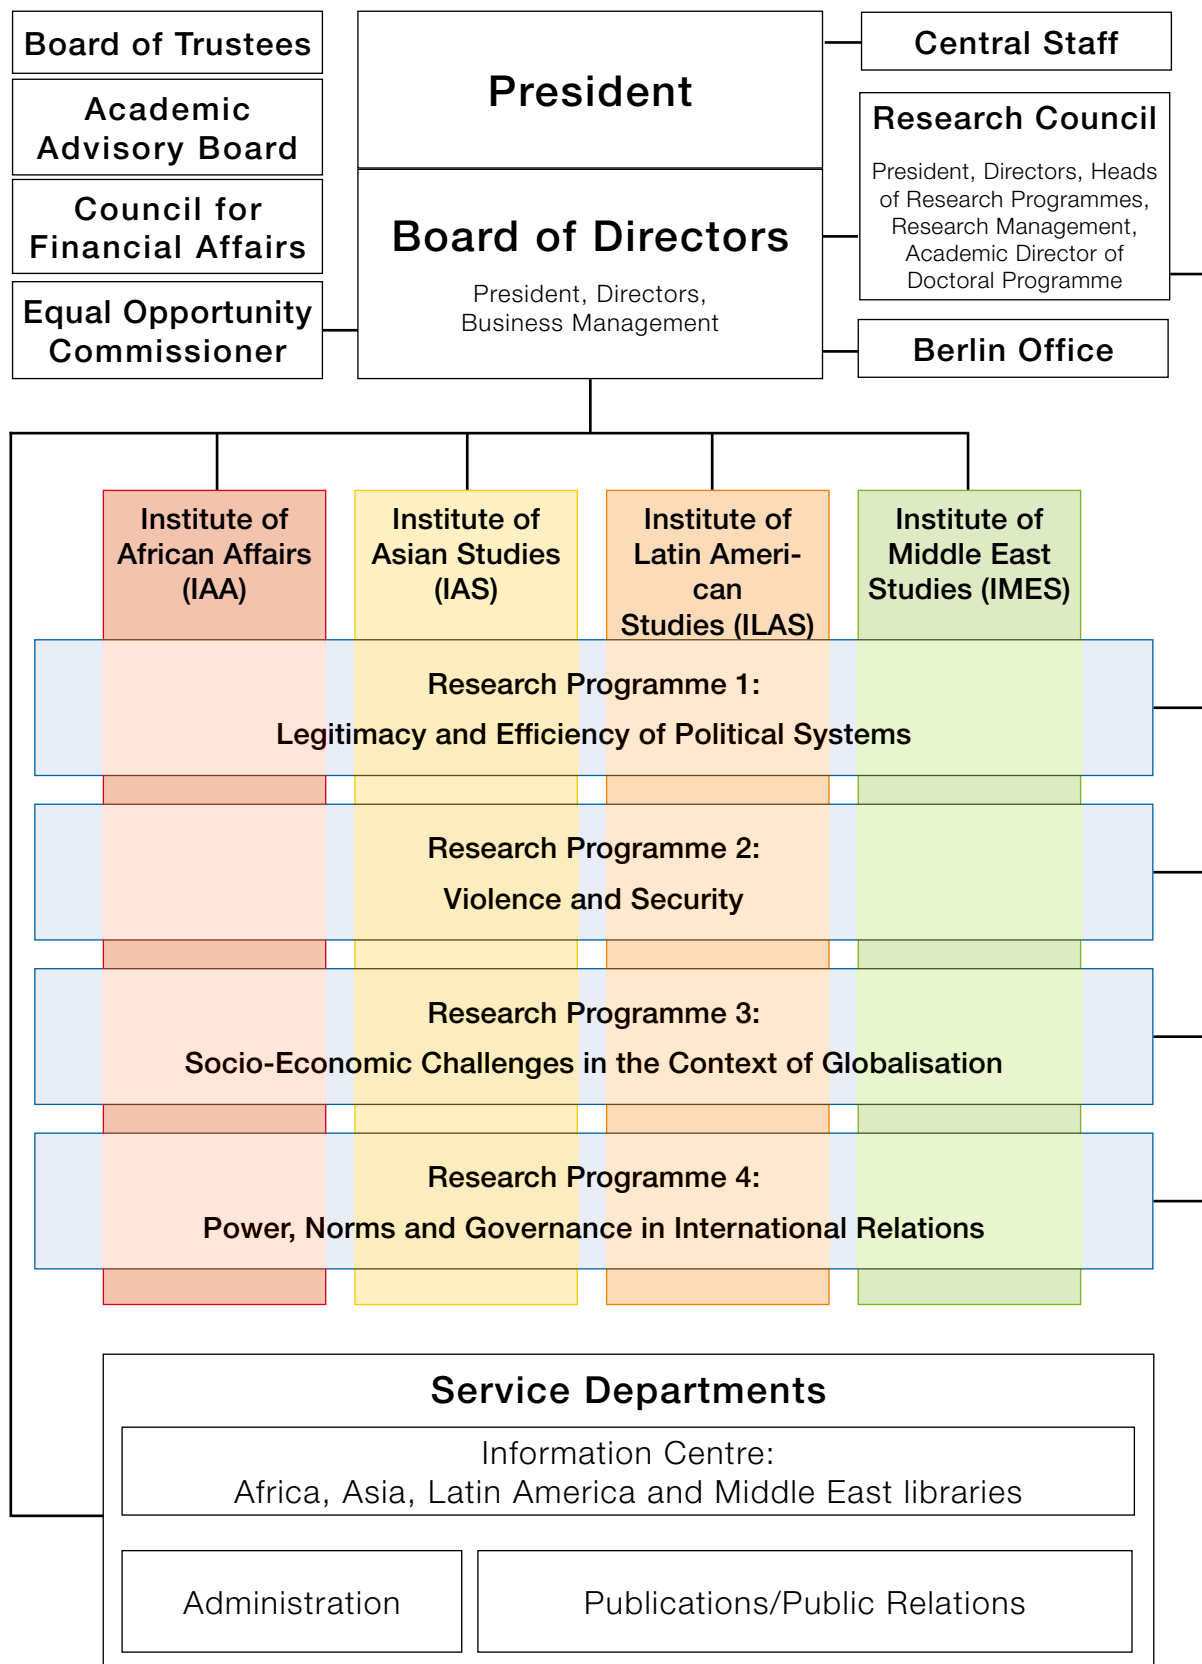 Board of Trustees
Academic
Advisory Board
Council for
Financial Affairs
Equal Opportunity
Commissioner
President
Board of Directors
President, Directors,
Business Management
Central Staff
Research Council
President, Directors, Heads
of Research Programmes,
Research Management,
Academic Director of
Doctoral Programme
Berlin Office
Institute of
African Affairs
(IAA)
Institute of
Asian Studies
(IAS)
Institute of
Latin Ameri-
can
Studies (ILAS)
Institute of
Middle East
Studies (IMES)
Research Programme 1:
Legitimacy and Efficiency of Political Systems
Research Programme 2:
Violence and Security
Research Programme 3:
Socio-Economic Challenges in the Context of Globalisation
Research Programme 4:
Power, Norms and Governance in International Relations
Service Departments
Information Centre:
Africa, Asia, Latin America and Middle East libraries
Administration
Publications/Public Relations